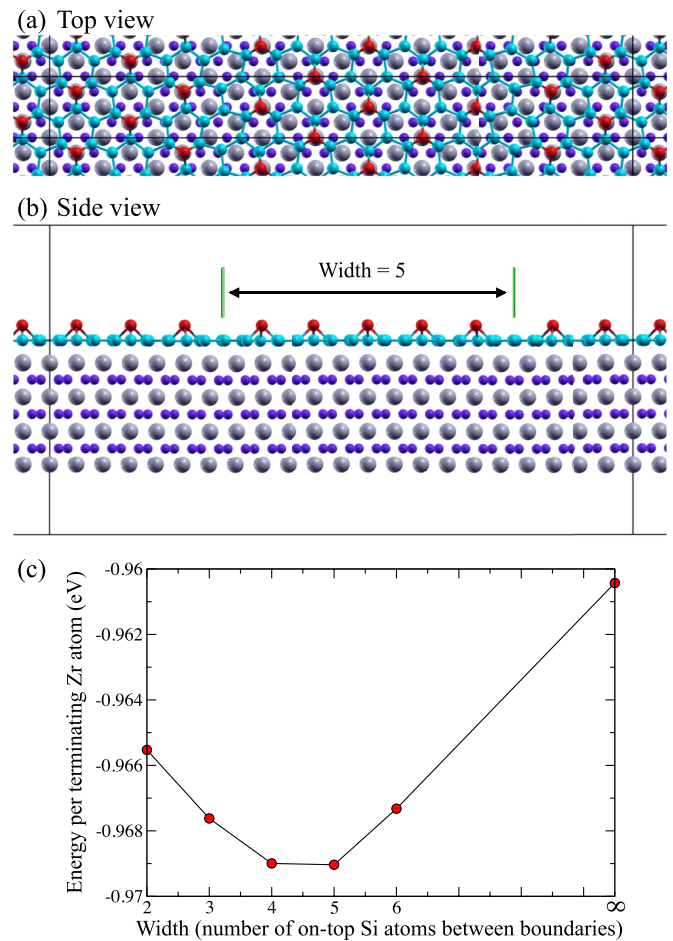 (a) Top view
(b) Side view
Width = 5
(c)
Energy per terminating Zr atom (eV)
-0.96
-0.962
-0.964
-0.966
-0.968
-0.97
2 3 4 5 6 ∞
Width (number of on-top Si atoms between boundaries)